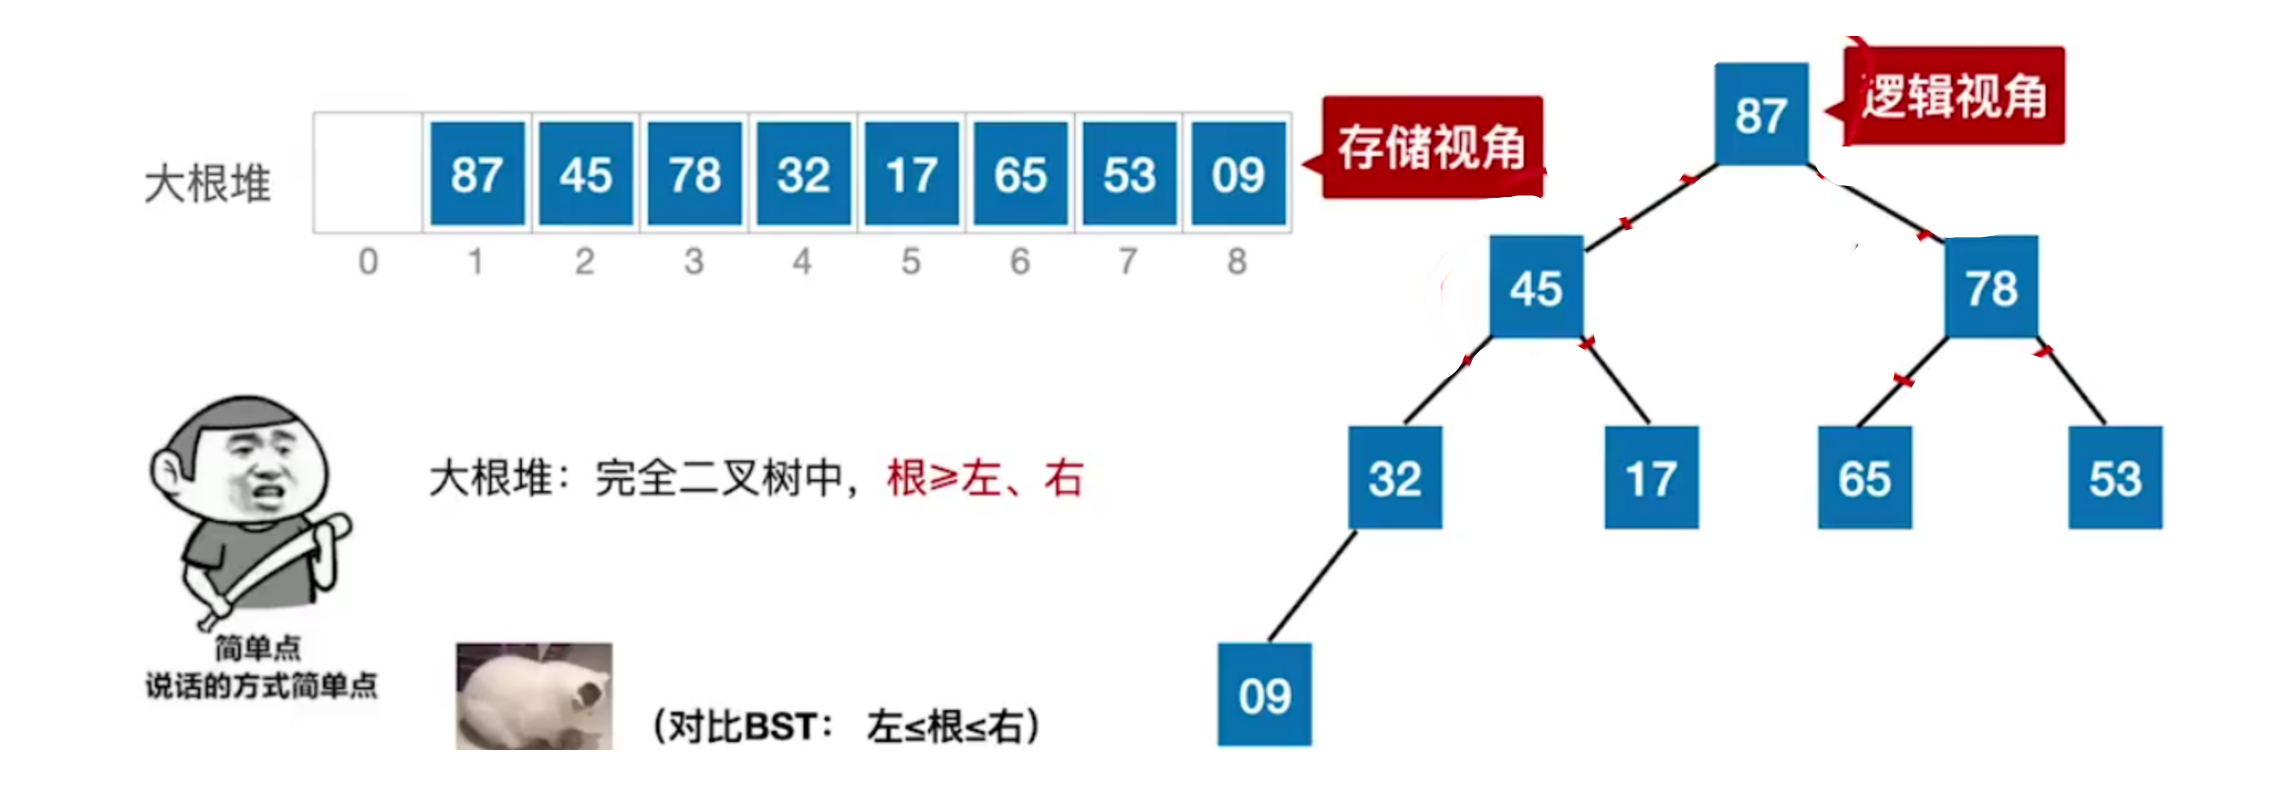 大根堆
87 45 78 32 17 65 53 09
0 1 2 3 4 5 6 7 8
存储视角
逻辑视角
87
45 78
32 17 65 53
09
大根堆：完全二叉树中，根≥左、右
简单点
说话的方式简单点
（对比BST： 左≤根≤右）